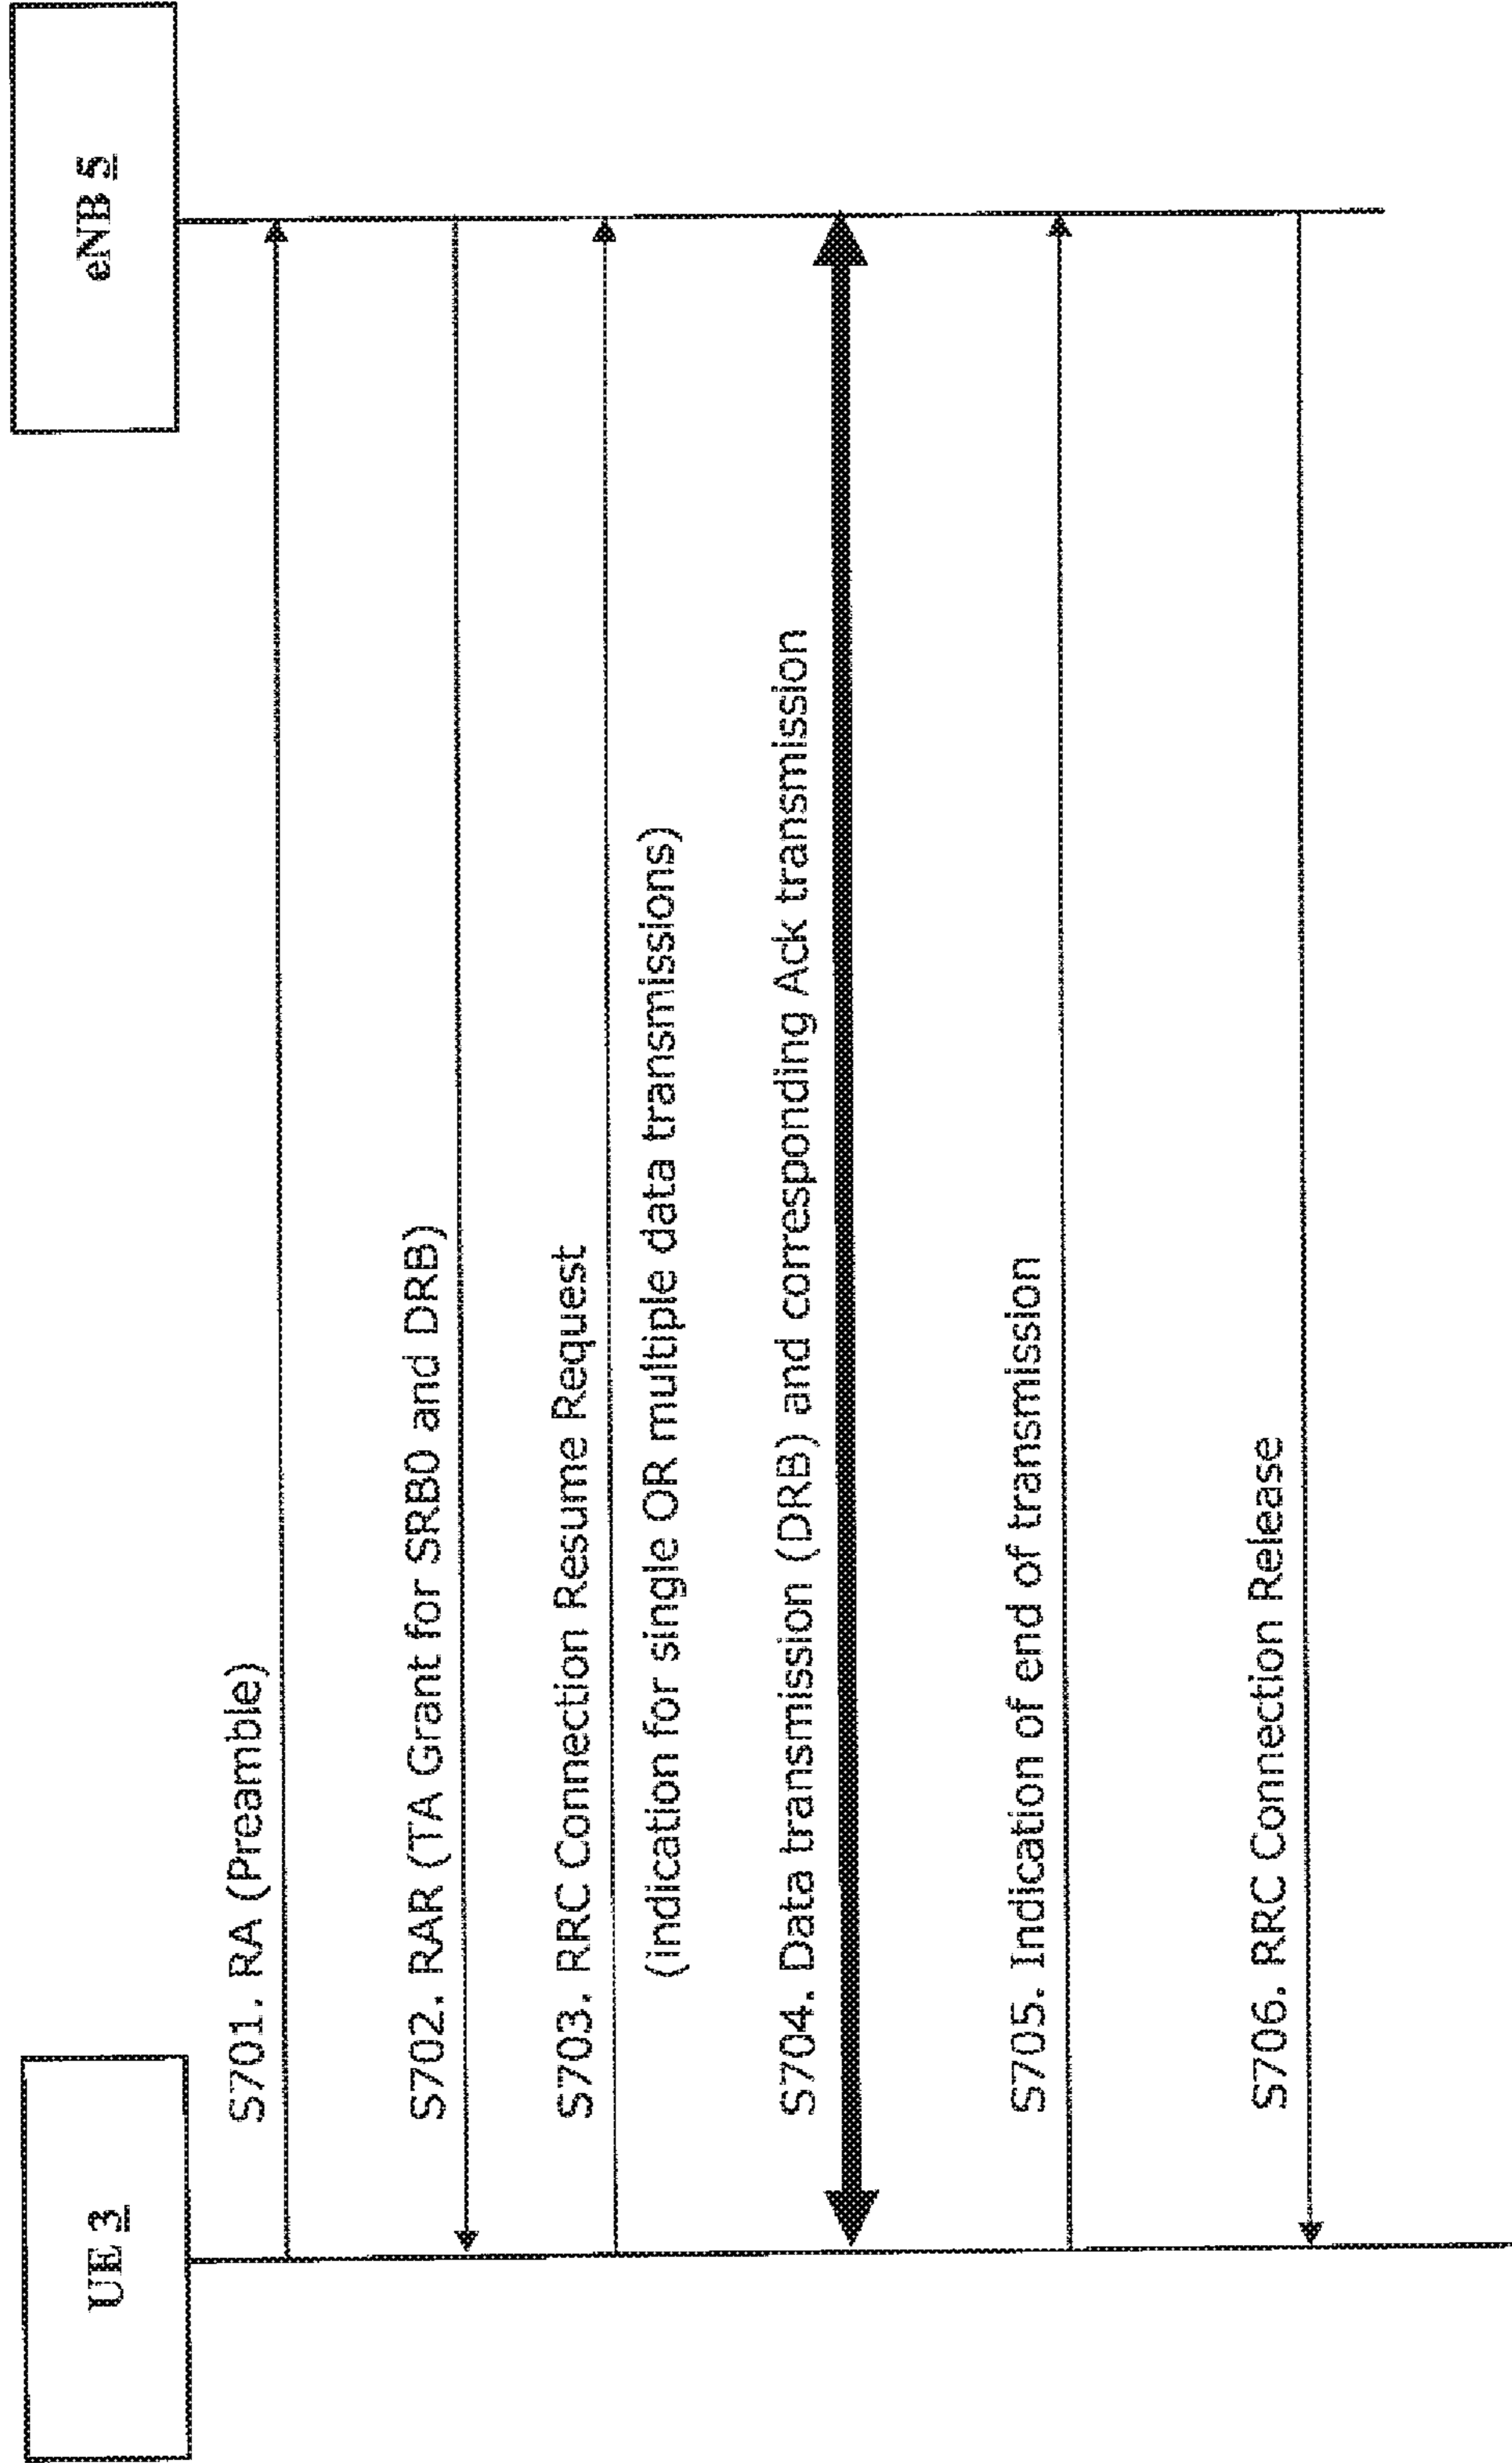 UE 3
eNB 5
S701. RA (Preamble)
S702. RAR (TA Grant for SRB0 and DRB)
S703. RRC Connection Resume Request
(indication for single OR multiple data transmissions)
S704. Data transmission (DRB) and corresponding Ack transmission
S705. Indication of end of transmission
S706. RRC Connection Release